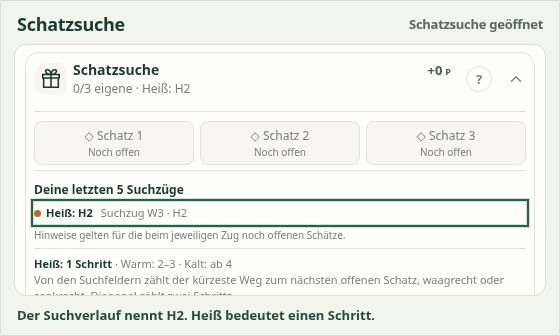 Schatzsuche
Schatzsuche geöffnet
Schatzsuche
0/3 eigene · Heiß: H2
+0 P
?
◇ Schatz 1
Noch offen
◇ Schatz 2
Noch offen
◇ Schatz 3
Noch offen
Deine letzten 5 Suchzüge
Heiß: H2 Suchzug W3 · H2
Hinweise gelten für die beim jeweiligen Zug noch offenen Schätze.
Heiß: 1 Schritt · Warm: 2–3 · Kalt: ab 4
Von den Suchfeldern zählt der kürzeste Weg zum nächsten offenen Schatz, waagrecht oder
Der Suchverlauf nennt H2. Heiß bedeutet einen Schritt.